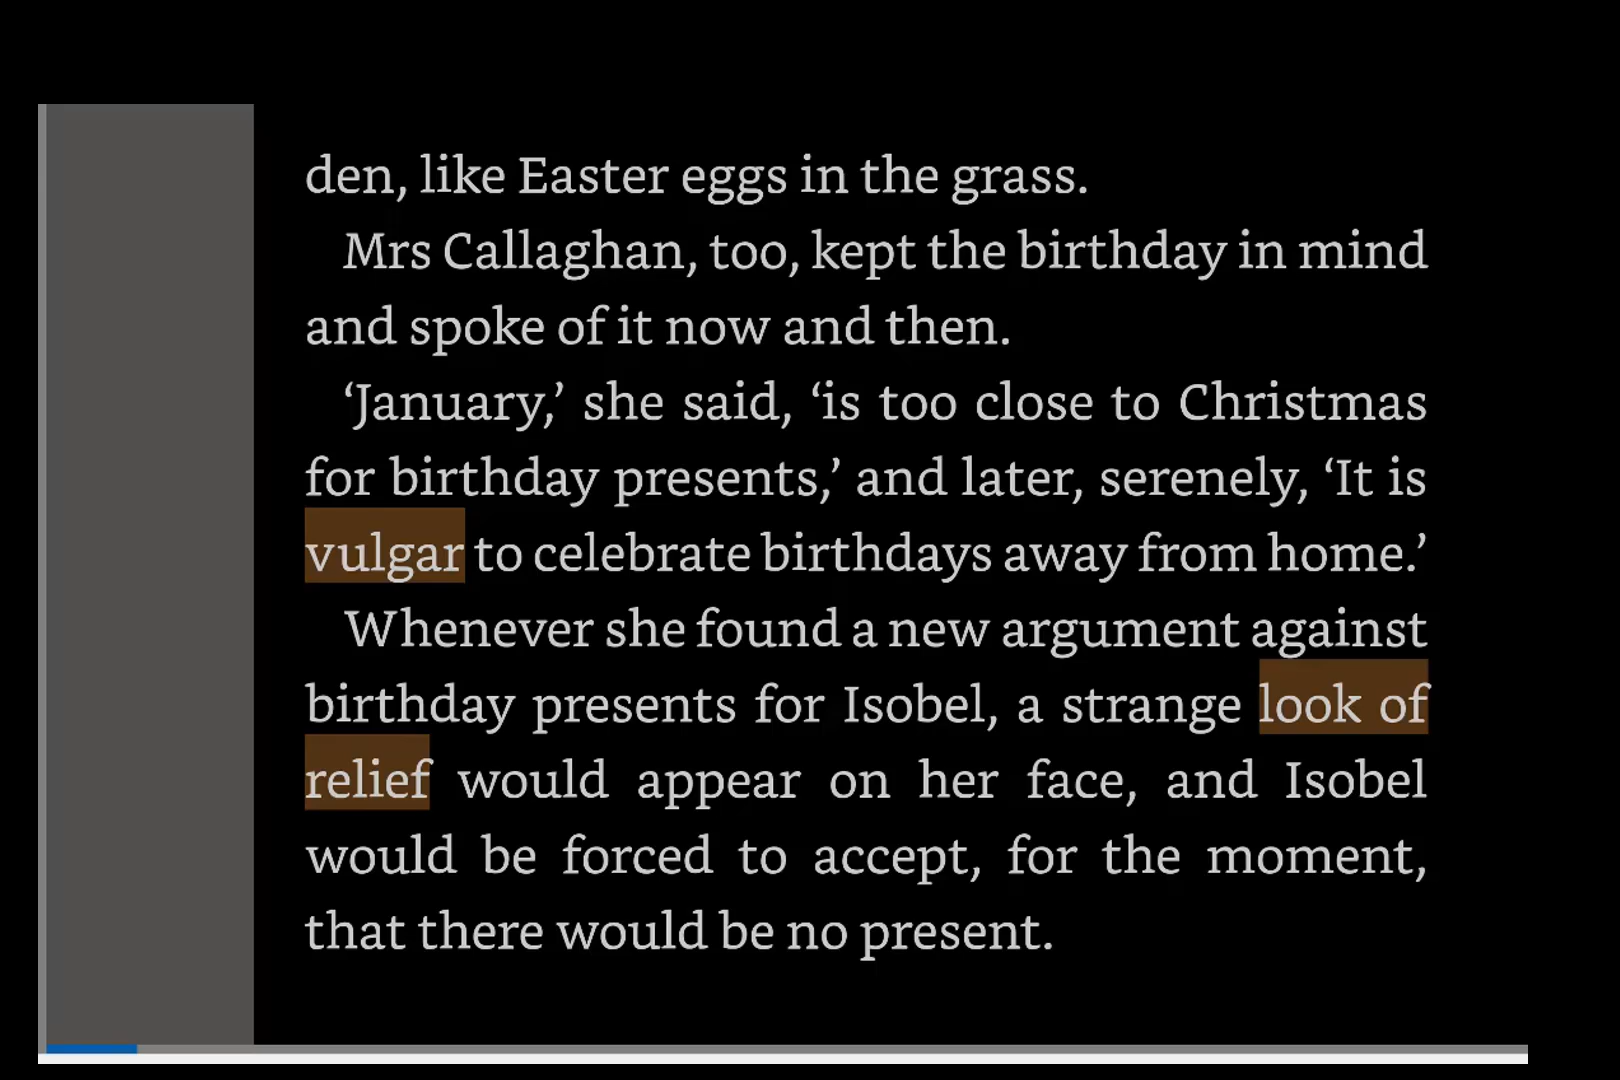 den, like Easter eggs in the grass.
Mrs Callaghan, too, kept the birthday in mind
and spoke of it now and then.
‘January,’ she said, ‘is too close to Christmas
for birthday presents,’ and later, serenely, ‘It is
vulgar to celebrate birthdays away from home.’
Whenever she found a new argument against
birthday presents for Isobel, a strange look of
relief would appear on her face, and Isobel
would be forced to accept, for the moment,
that there would be no present.